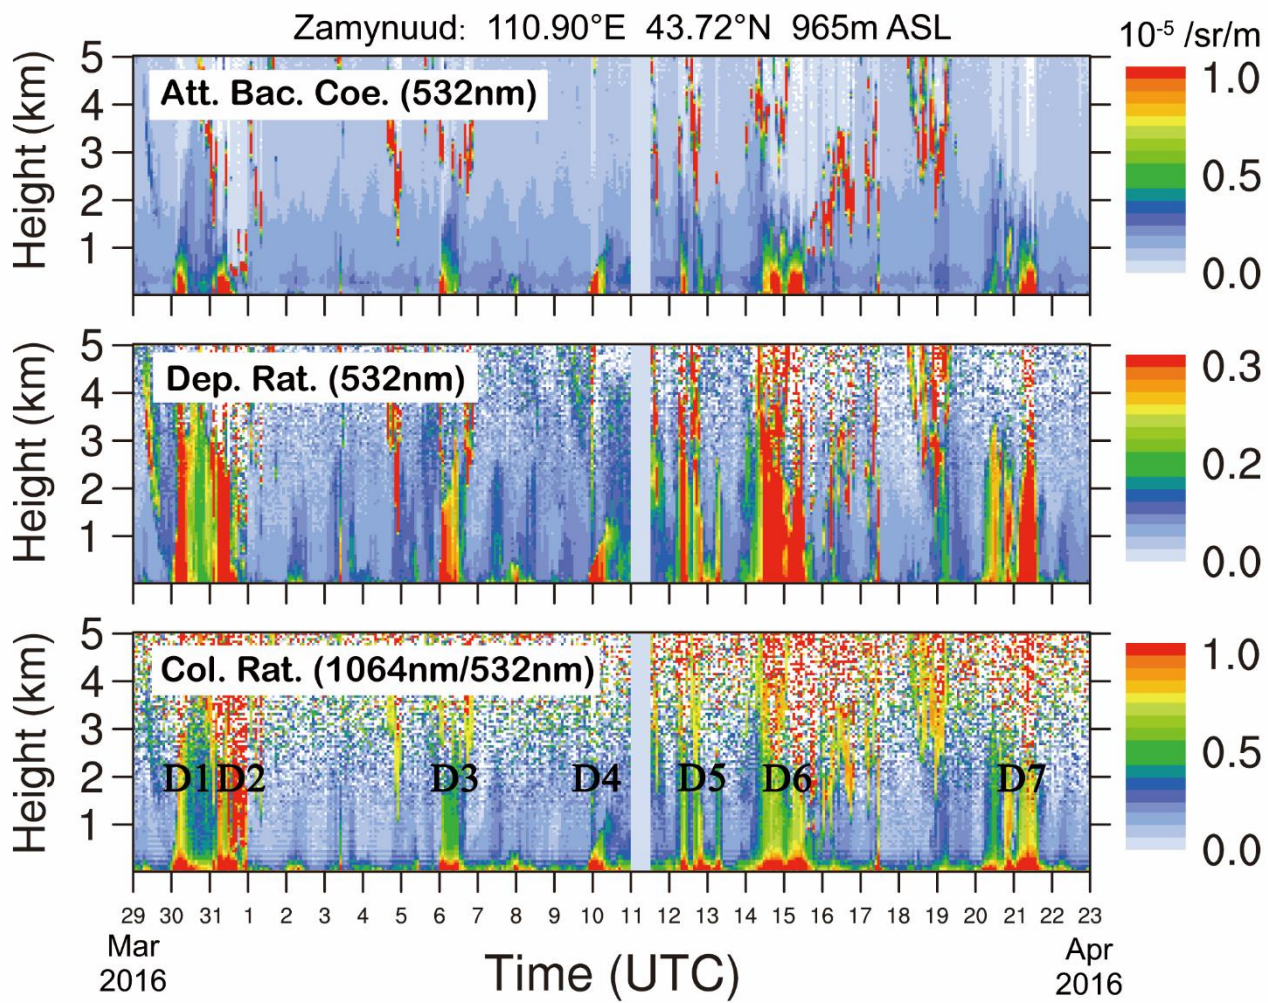 Zamynuud: 110.90°E 43.72°N 965m ASL
10⁻⁵ /sr/m
Height (km)
5
4
3
2
1
Att. Bac. Coe. (532nm)
1.0
0.5
0.0
Height (km)
5
4
3
2
1
Dep. Rat. (532nm)
0.3
0.2
0.0
Height (km)
5
4
3
2
1
Col. Rat. (1064nm/532nm)
D1 D2 D3 D4 D5 D6 D7
1.0
0.5
0.0
29 30 31 1 2 3 4 5 6 7 8 9 10 11 12 13 14 15 16 17 18 19 20 21 22 23
Mar
2016
Time (UTC)
Apr
2016